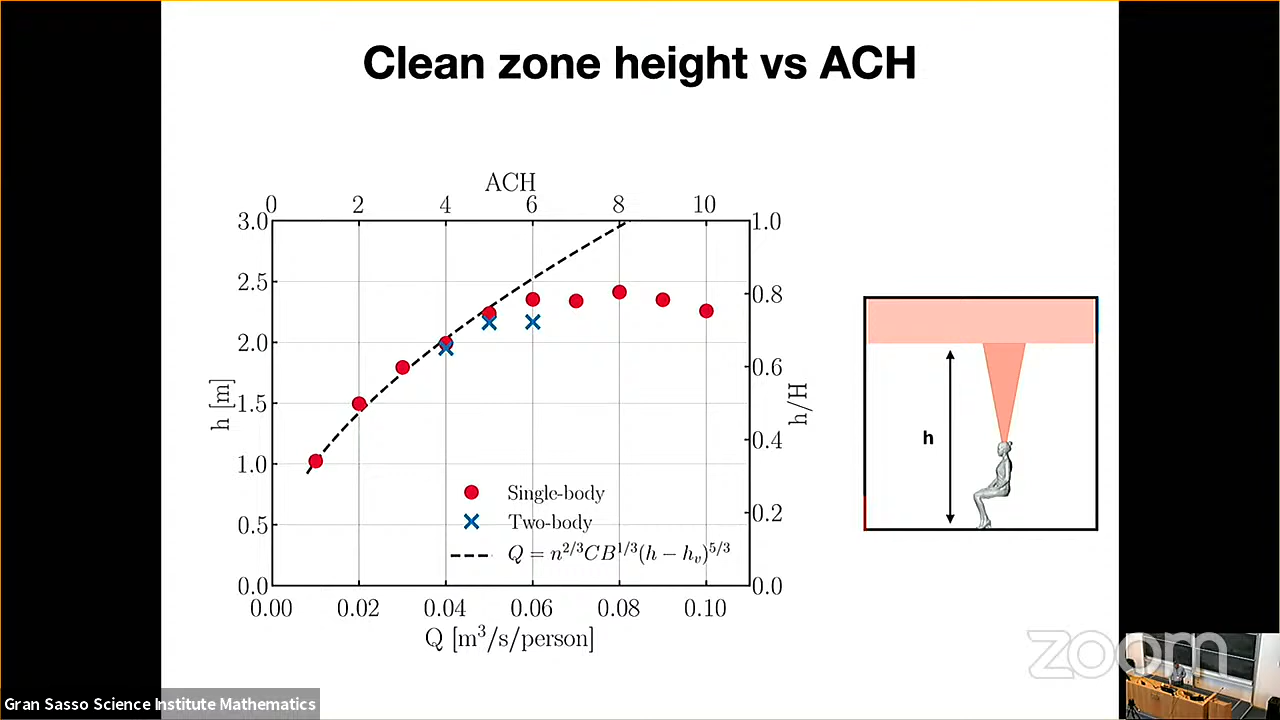 Clean zone height vs ACH
ACH
0 2 4 6 8 10
3.0 1.0
2.5 0.8
2.0 0.6
1.5 0.4
1.0 0.2
0.5 0.0
0.0
h [m]
h/H
Single-body
Two-body
Q = n^{2/3}CB^{1/3}(h − h_v)^{5/3}
0.00 0.02 0.04 0.06 0.08 0.10
Q [m³/s/person]
h
zoom
Gran Sasso Science Institute Mathematics